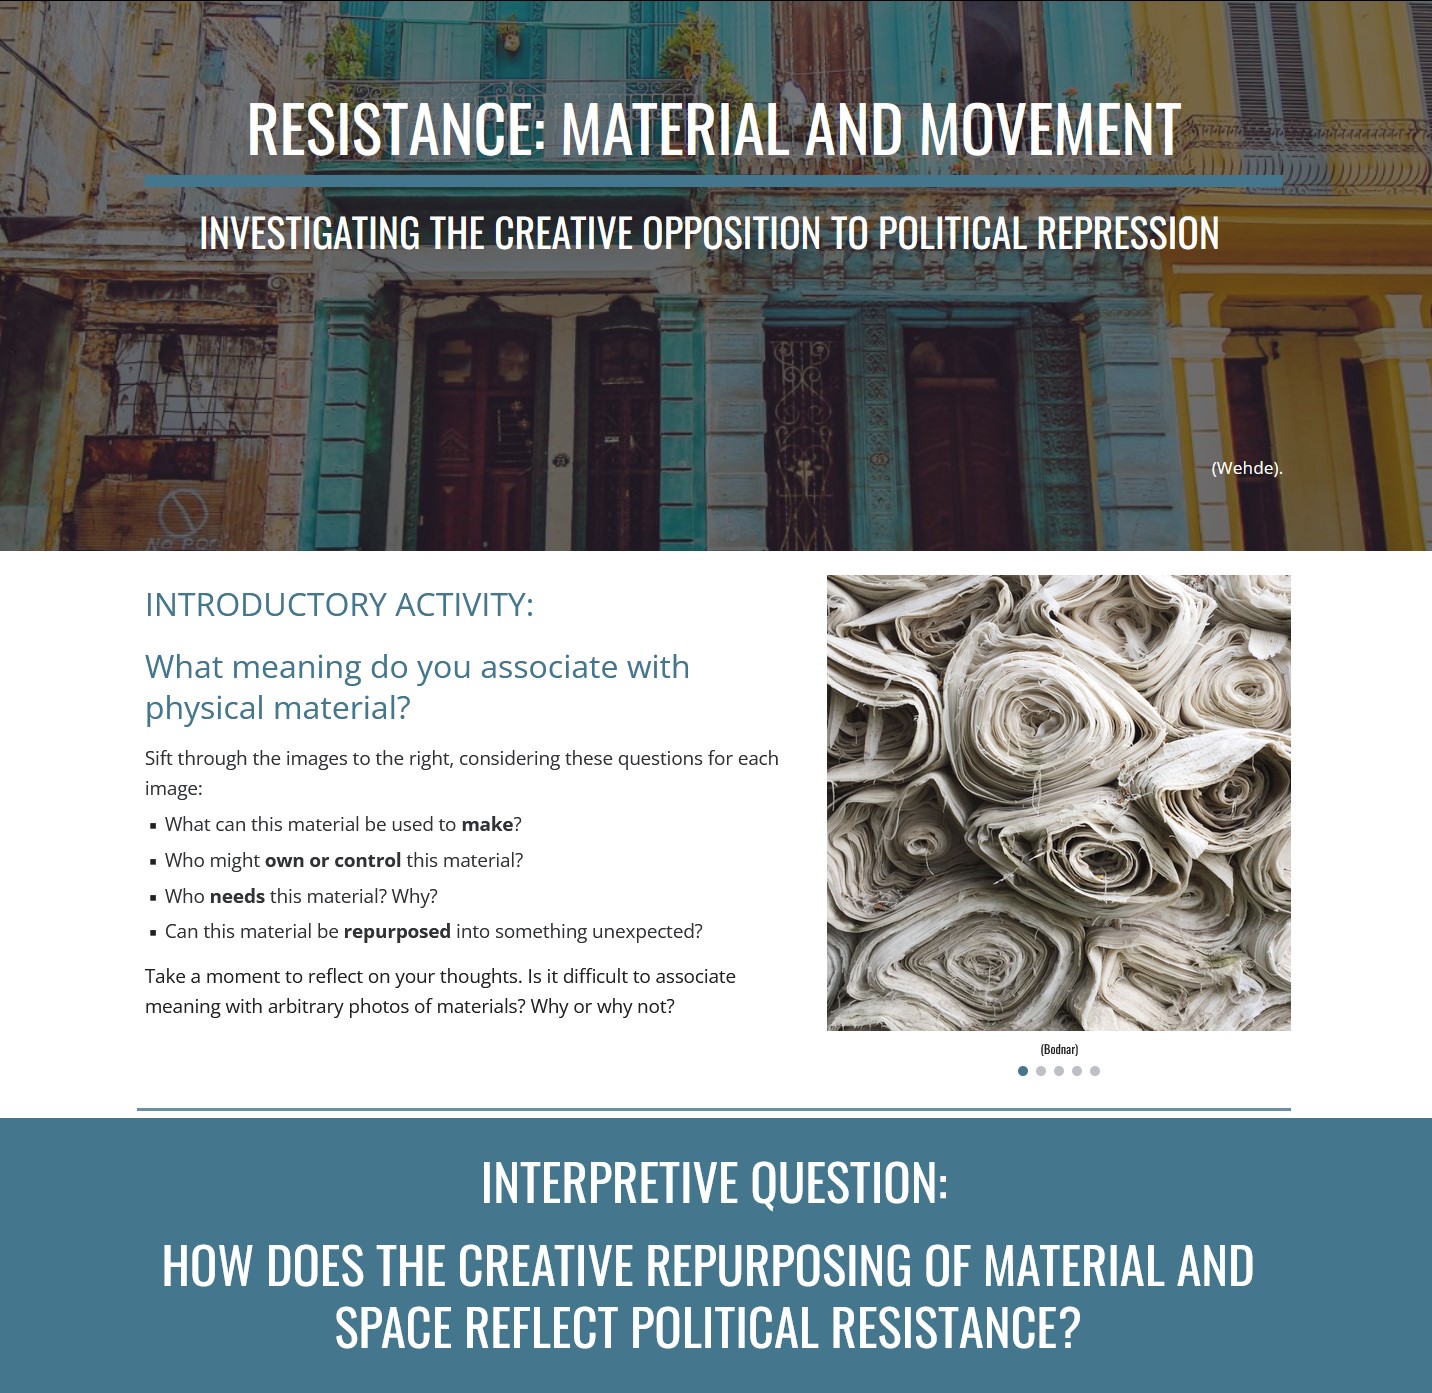 RESISTANCE: MATERIAL AND MOVEMENT
INVESTIGATING THE CREATIVE OPPOSITION TO POLITICAL REPRESSION
(Wehde).
INTRODUCTORY ACTIVITY:
What meaning do you associate with
physical material?
Sift through the images to the right, considering these questions for each
image:
▪ What can this material be used to make?
▪ Who might own or control this material?
▪ Who needs this material? Why?
▪ Can this material be repurposed into something unexpected?
Take a moment to reflect on your thoughts. Is it difficult to associate
meaning with arbitrary photos of materials? Why or why not?
(Bodnar)
INTERPRETIVE QUESTION:
HOW DOES THE CREATIVE REPURPOSING OF MATERIAL AND
SPACE REFLECT POLITICAL RESISTANCE?